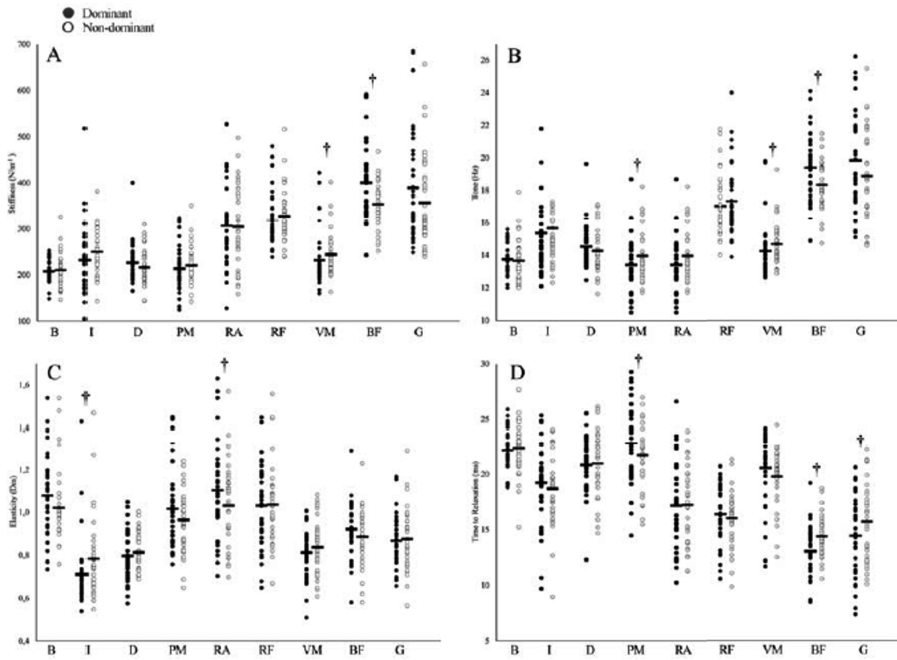 Dominant
Non-dominant
A
†
†
Stiffness (N/m¹)
700
600
500
400
300
200
100
B I D PM RA RF VM BF G
B
†
†
†
Tone (Hz)
26
24
22
20
18
16
14
12
10
B I D PM RA RF VM BF G
C
†
†
Elasticity (Dm)
1,6
1,4
1,2
1,0
0,8
0,6
0,4
B I D PM RA RF VM BF G
D
†
†
†
Time to Relaxation (ms)
30
25
20
15
10
5
B I D PM RA RF VM BF G